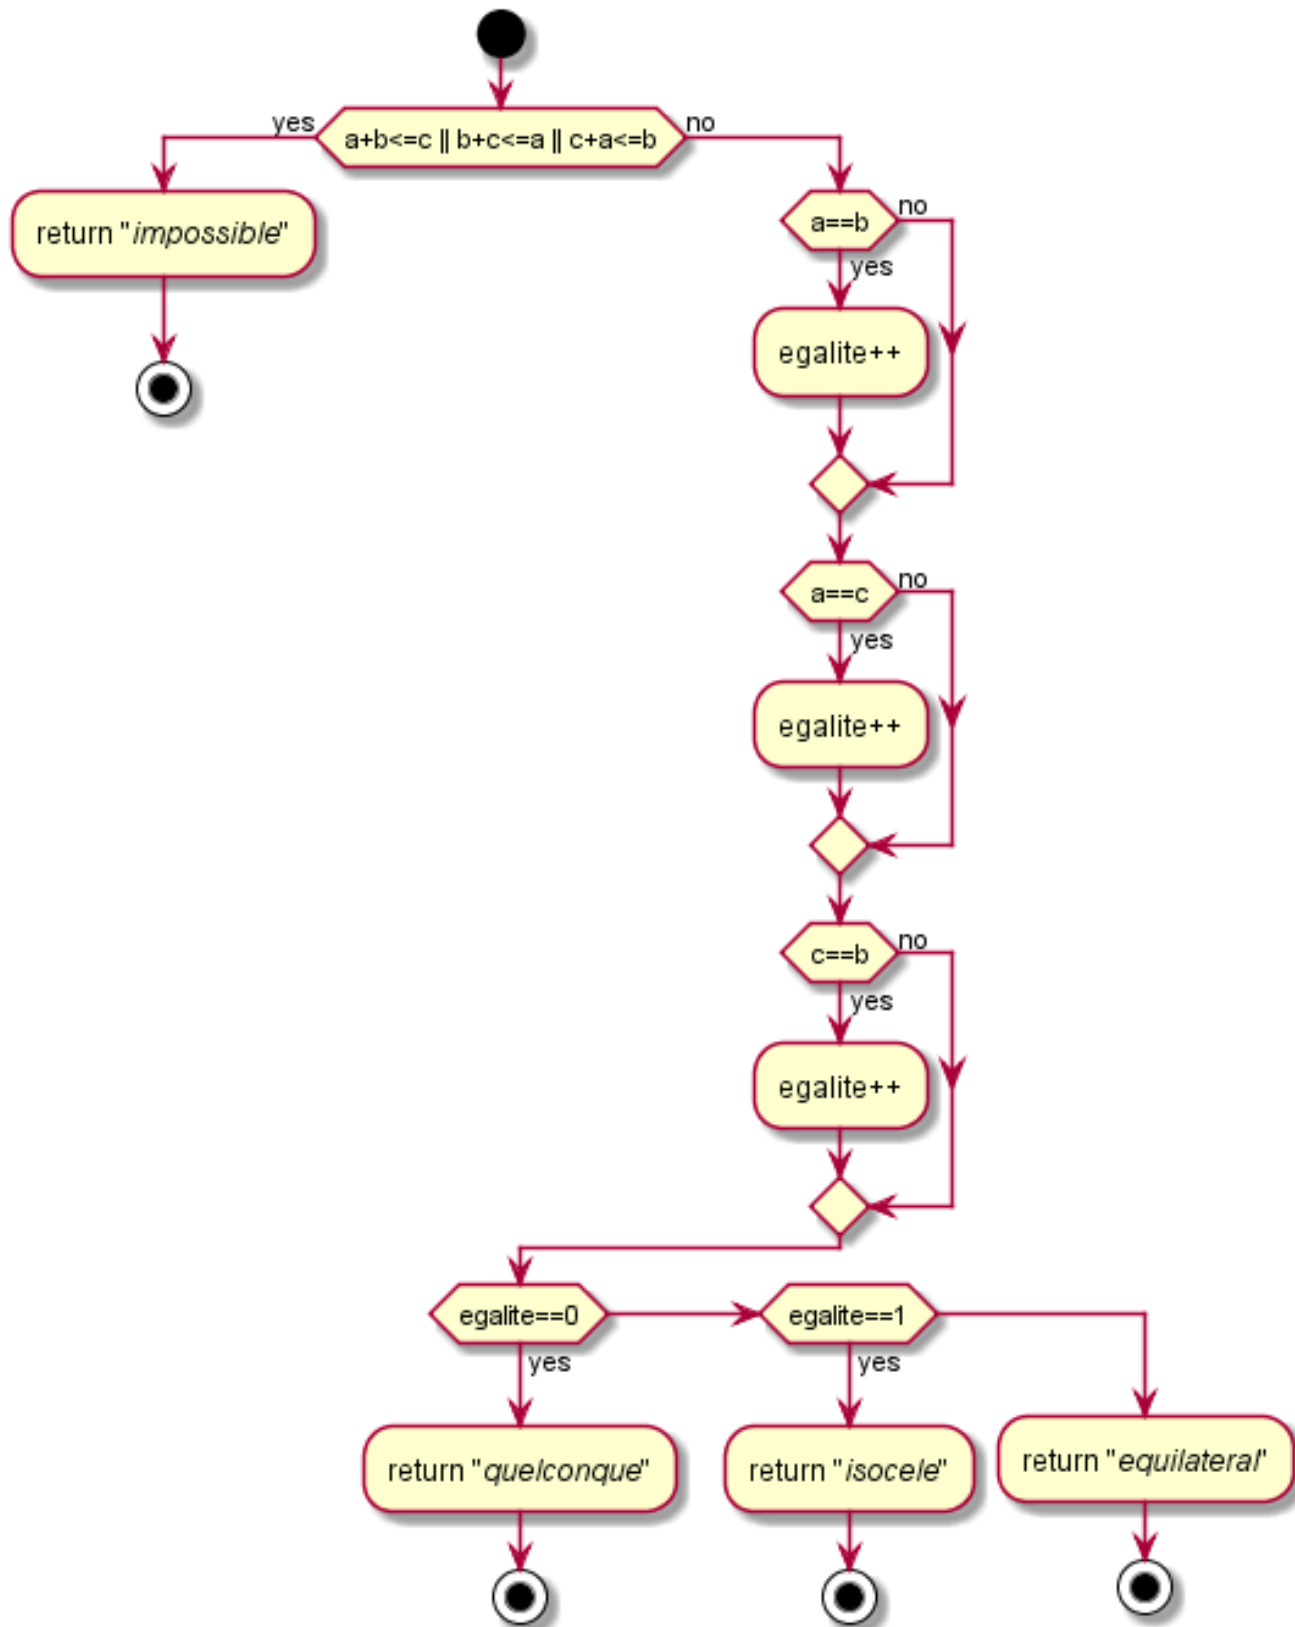 yes
a+b<=c || b+c<=a || c+a<=b
no
return "impossible"
a==b
no
yes
egalite++
a==c
no
yes
egalite++
c==b
no
yes
egalite++
egalite==0
egalite==1
yes
yes
return "quelconque"
return "isocele"
return "equilateral"